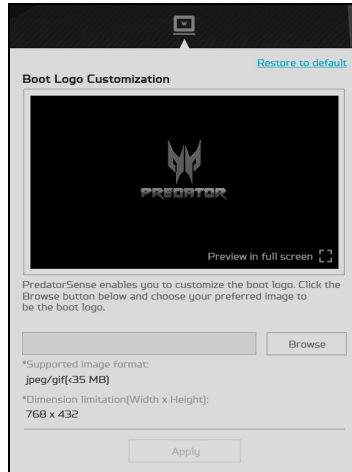 Restore to default
Boot Logo Customization
PREDATOR
Preview in full screen
PredatorSense enables you to customize the boot logo. Click the
Browse button below and choose your preferred image to
be the boot logo.
Browse
*Supported image format:
jpeg/gif(<35 MB)
*Dimension limitation(Width x Height):
768 x 432
Apply